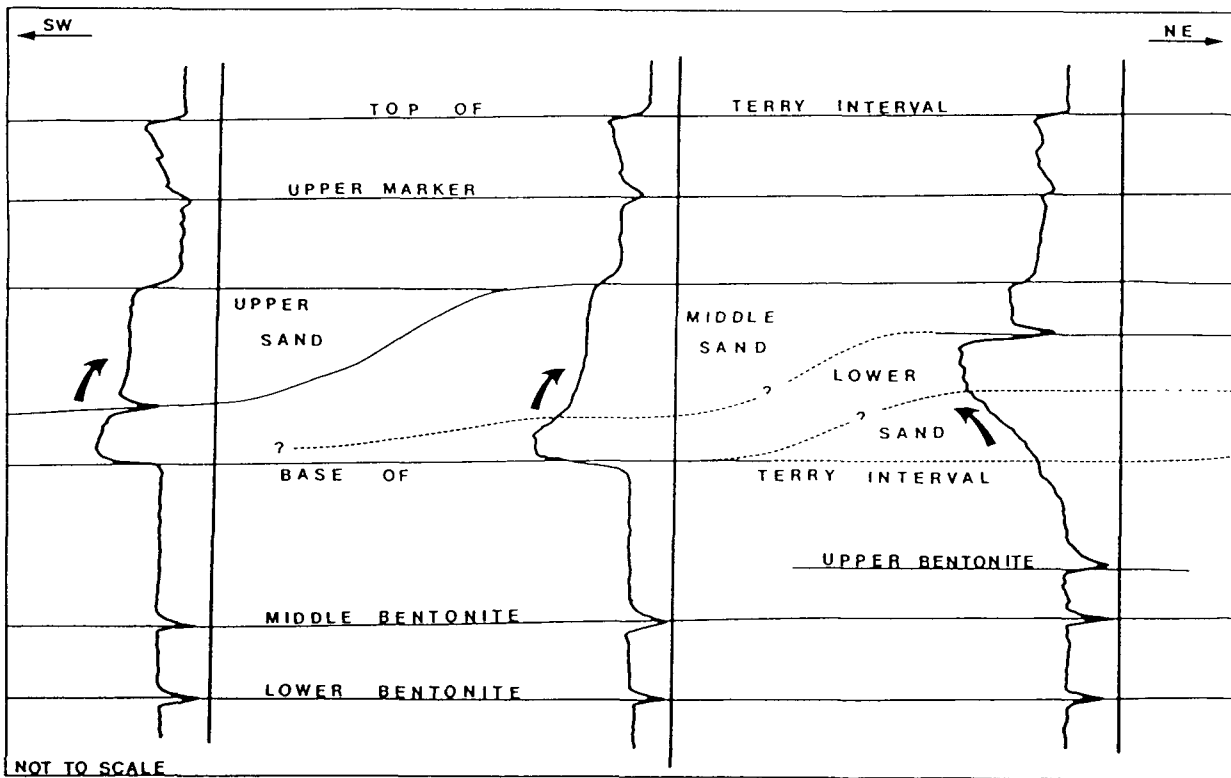 SW
NE
TOP OF TERRY INTERVAL
UPPER MARKER
UPPER
SAND
MIDDLE
SAND
LOWER
?
?
SAND
?
BASE OF TERRY INTERVAL
UPPER BENTONITE
MIDDLE BENTONITE
LOWER BENTONITE
NOT TO SCALE